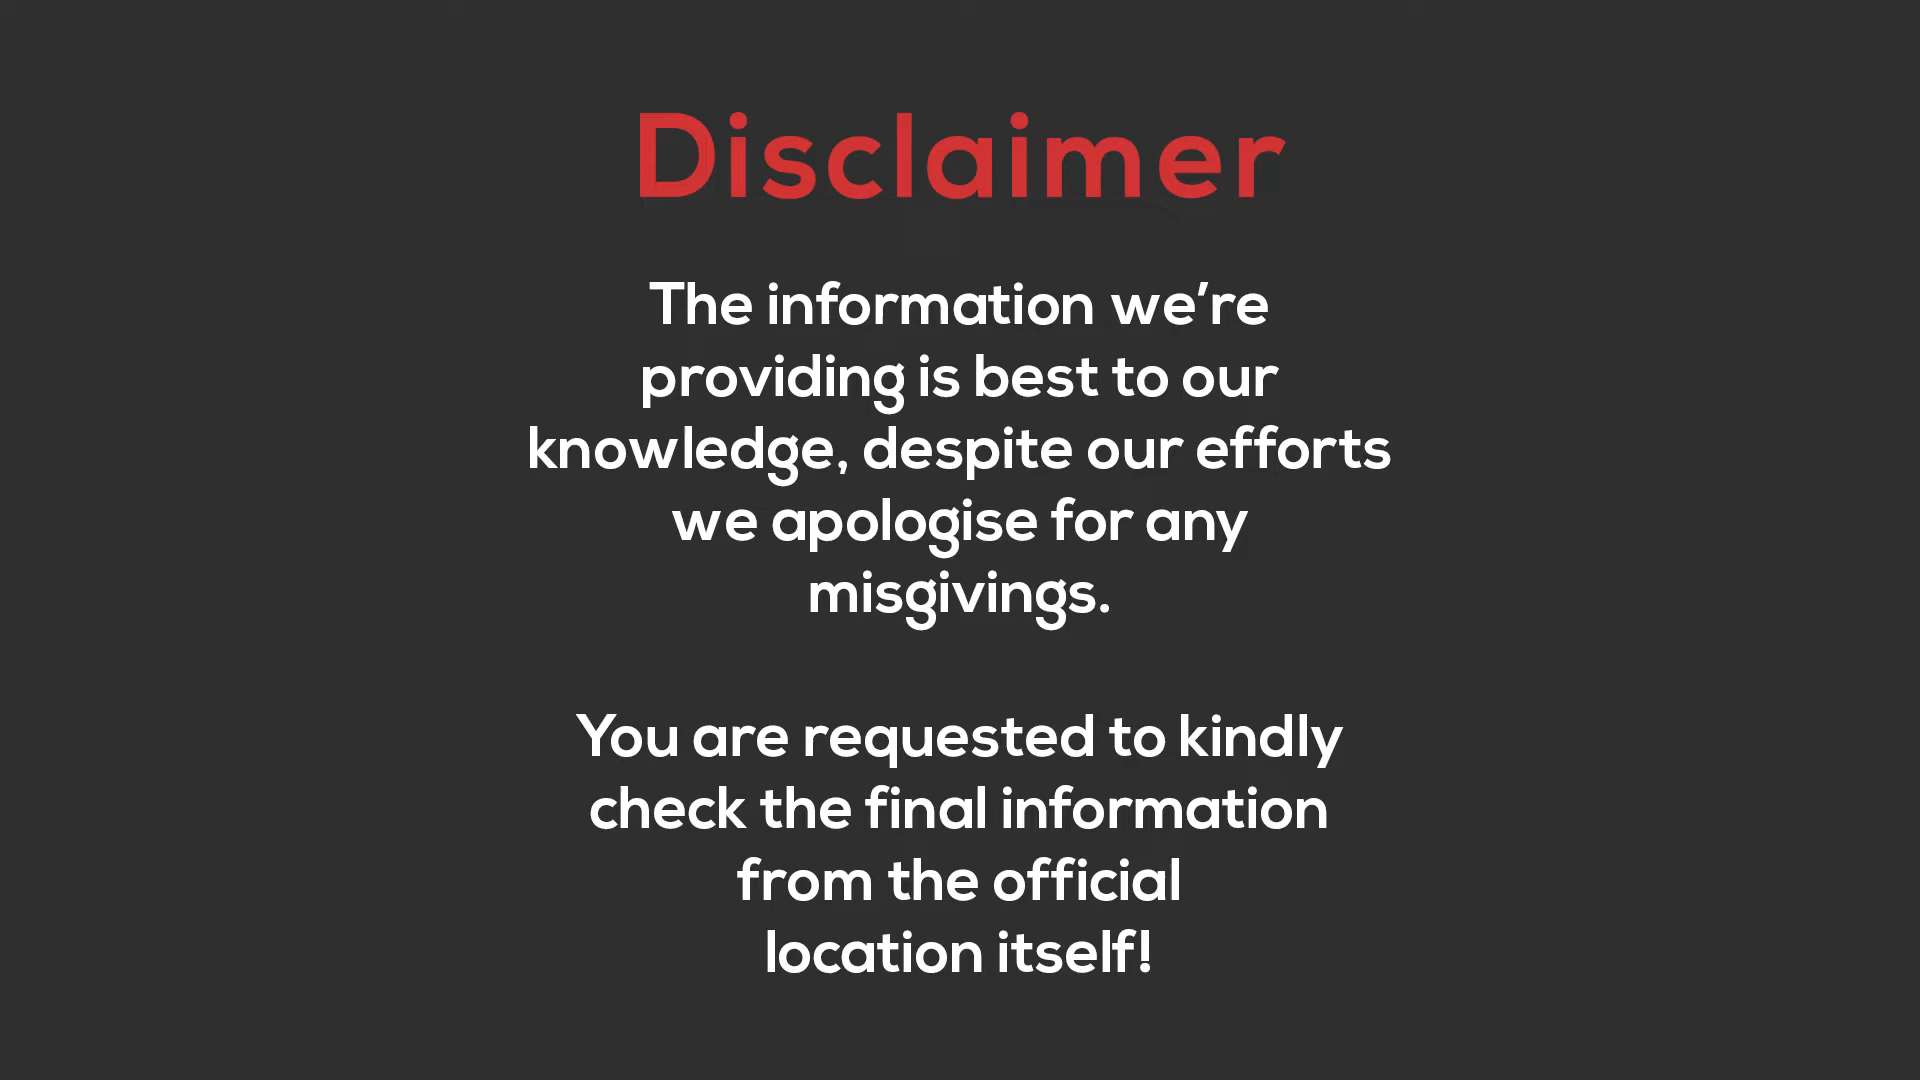 Disclaimer
The information we’re
providing is best to our
knowledge, despite our efforts
we apologise for any
misgivings.
You are requested to kindly
check the final information
from the official
location itself!